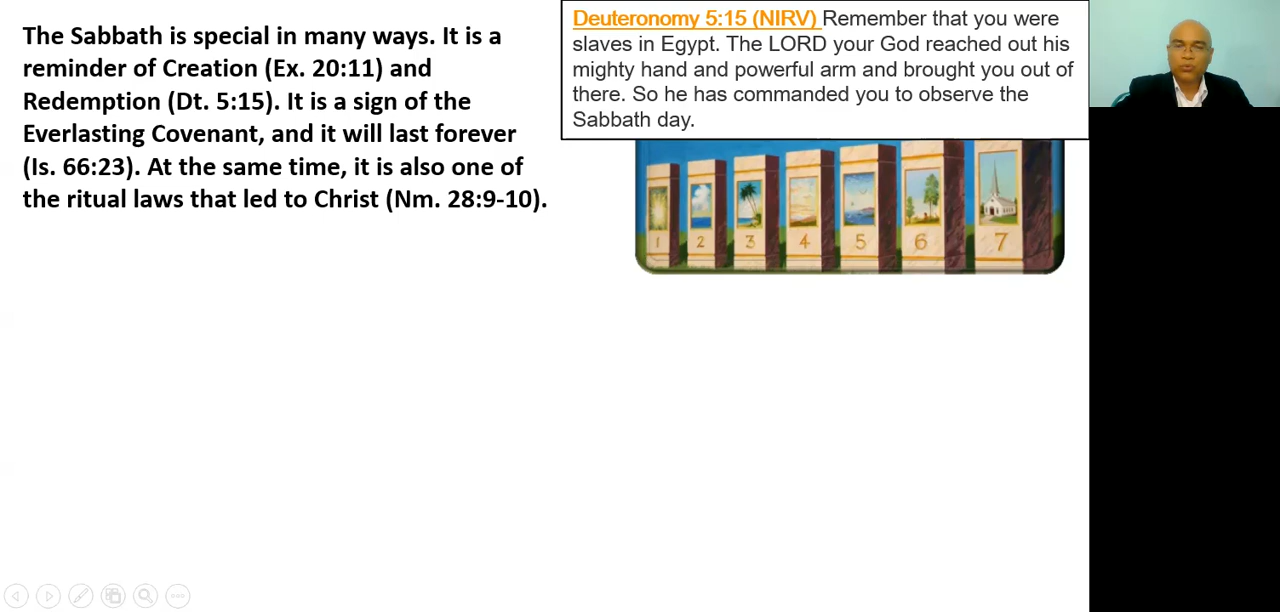 The Sabbath is special in many ways. It is a
reminder of Creation (Ex. 20:11) and
Redemption (Dt. 5:15). It is a sign of the
Everlasting Covenant, and it will last forever
(Is. 66:23). At the same time, it is also one of
the ritual laws that led to Christ (Nm. 28:9-10).
Deuteronomy 5:15 (NIRV) Remember that you were
slaves in Egypt. The LORD your God reached out his
mighty hand and powerful arm and brought you out of
there. So he has commanded you to observe the
Sabbath day.
1 2 3 4 5 6 7